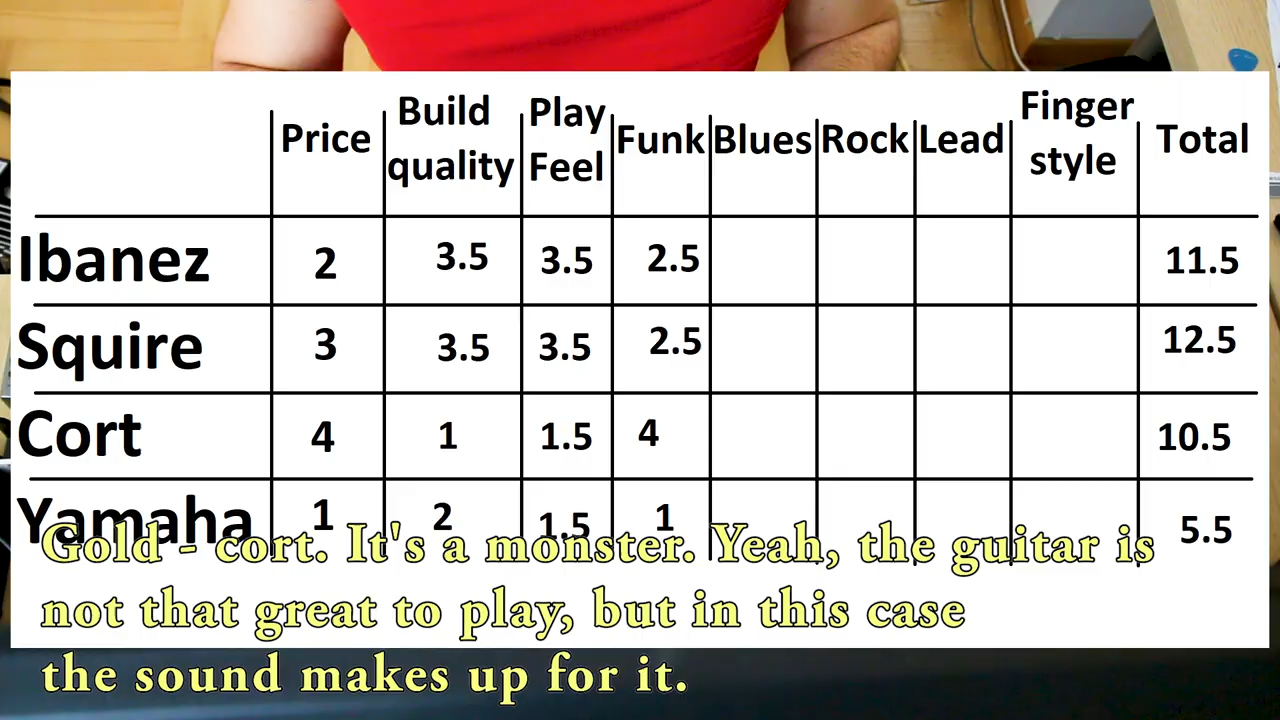 Price Build quality Play Feel Funk Blues Rock Lead Finger style Total
Ibanez 2 3.5 3.5 2.5 11.5
Squire 3 3.5 3.5 2.5 12.5
Cort 4 1 1.5 4 10.5
Yamaha 1 2 1.5 1 5.5
Gold - cort. It's a monster. Yeah, the guitar is
not that great to play, but in this case
the sound makes up for it.